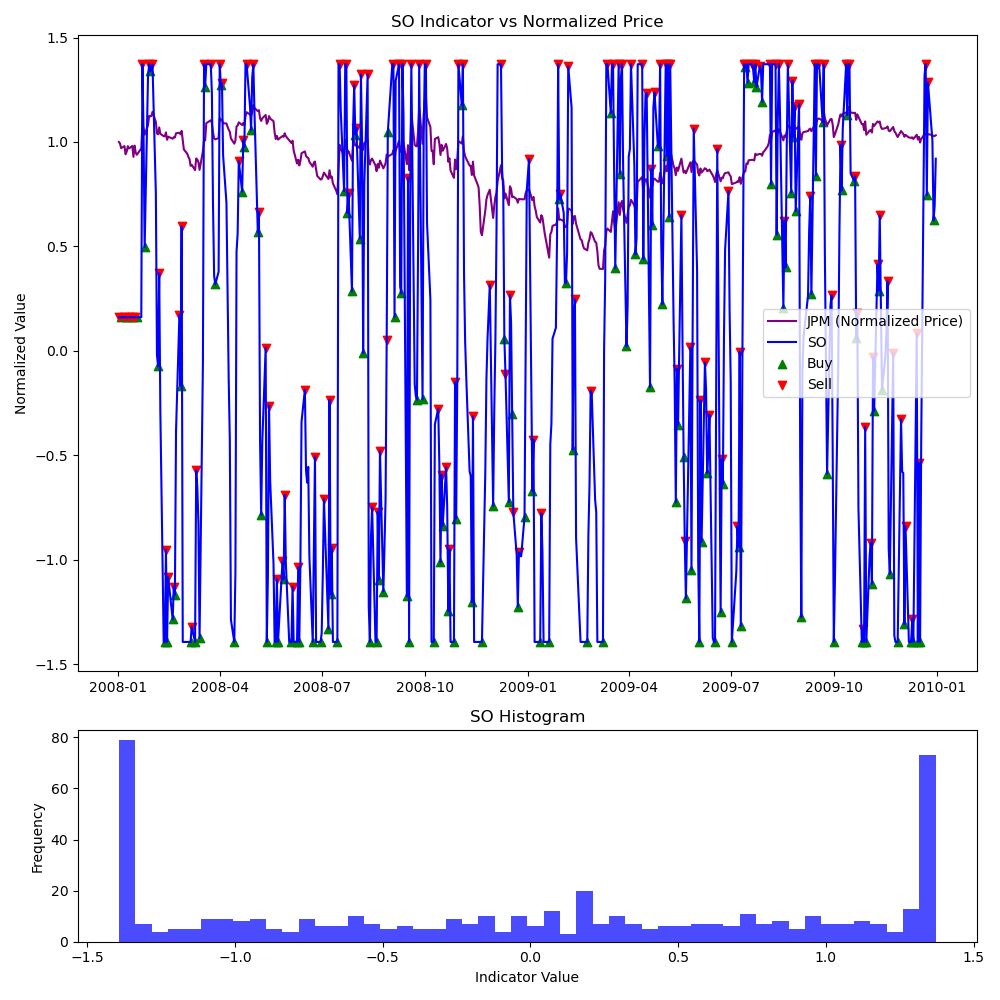 SO Indicator vs Normalized Price
1.5
1.0
0.5
0.0
−0.5
−1.0
−1.5
Normalized Value
JPM (Normalized Price)
SO
Buy
Sell
2008-01 2008-04 2008-07 2008-10 2009-01 2009-04 2009-07 2009-10 2010-01
SO Histogram
80
60
40
20
0
Frequency
−1.5 −1.0 −0.5 0.0 0.5 1.0 1.5
Indicator Value